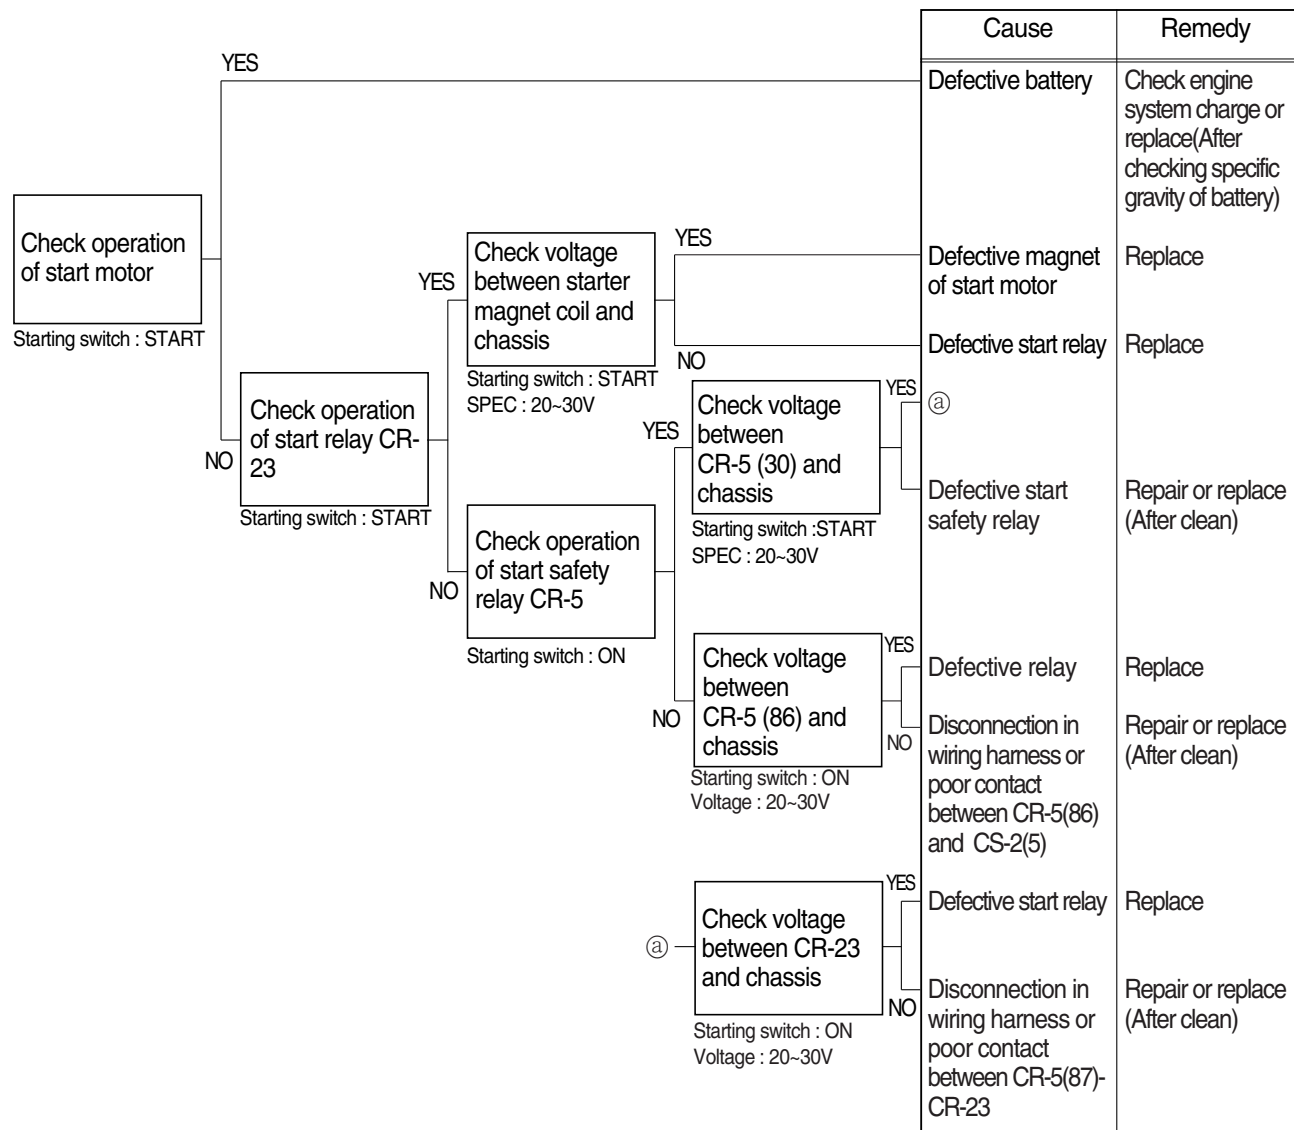 Cause
Remedy
YES
Defective battery
Check engine
system charge or
replace(After
checking specific
gravity of battery)
Check operation
of start motor
Starting switch : START
NO
Check operation
of start relay CR-
23
Starting switch : START
YES
Check voltage
between starter
magnet coil and
chassis
Starting switch : START
SPEC : 20~30V
YES
Defective magnet
of start motor
Replace
NO
Defective start relay
Replace
NO
Check operation
of start safety
relay CR-5
Starting switch : ON
YES
Check voltage
between
CR-5 (30) and
chassis
Starting switch :START
SPEC : 20~30V
YES
ⓐ
Defective start
safety relay
Repair or replace
(After clean)
NO
Check voltage
between
CR-5 (86) and
chassis
Starting switch : ON
Voltage : 20~30V
YES
Defective relay
Replace
NO
Disconnection in
wiring harness or
poor contact
between CR-5(86)
and CS-2(5)
Repair or replace
(After clean)
ⓐ
Check voltage
between CR-23
and chassis
Starting switch : ON
Voltage : 20~30V
YES
Defective start relay
Replace
NO
Disconnection in
wiring harness or
poor contact
between CR-5(87)-
CR-23
Repair or replace
(After clean)